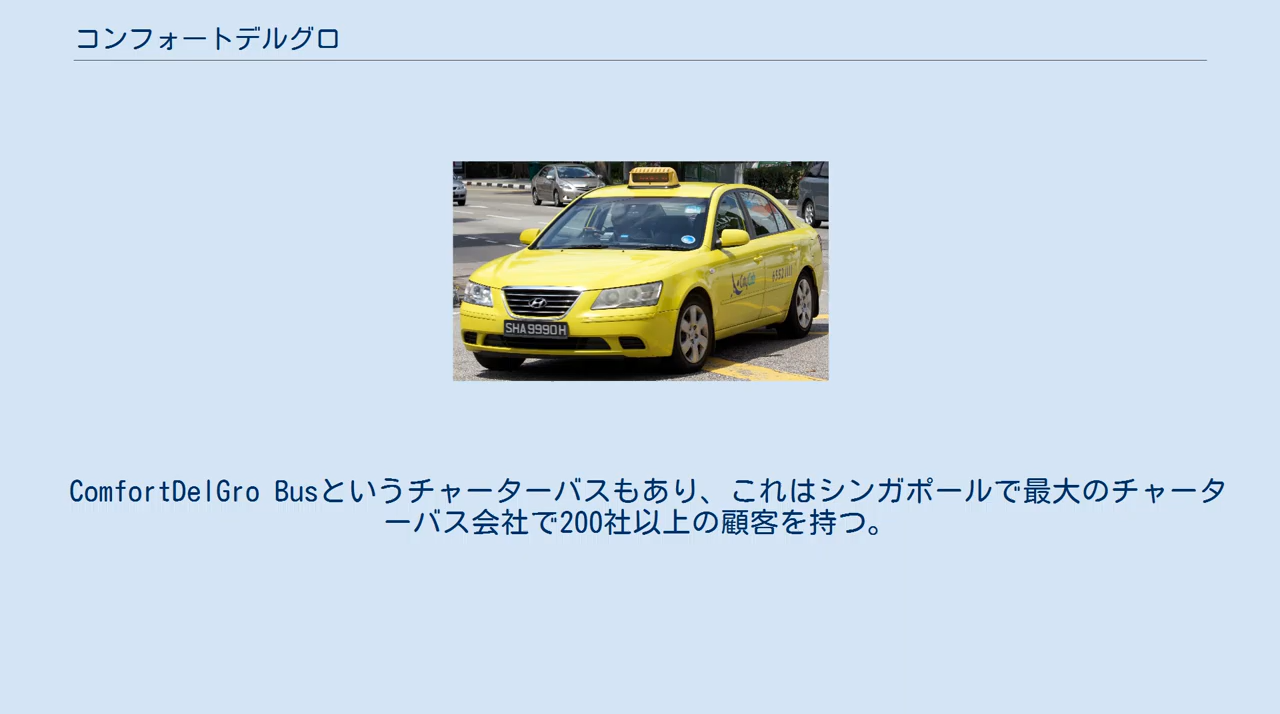 コンフォートデルグロ
SHA9990H
CityCab
6552 1111
ComfortDelGro Busというチャーターバスもあり、これはシンガポールで最大のチャータ
ーバス会社で200社以上の顧客を持つ。